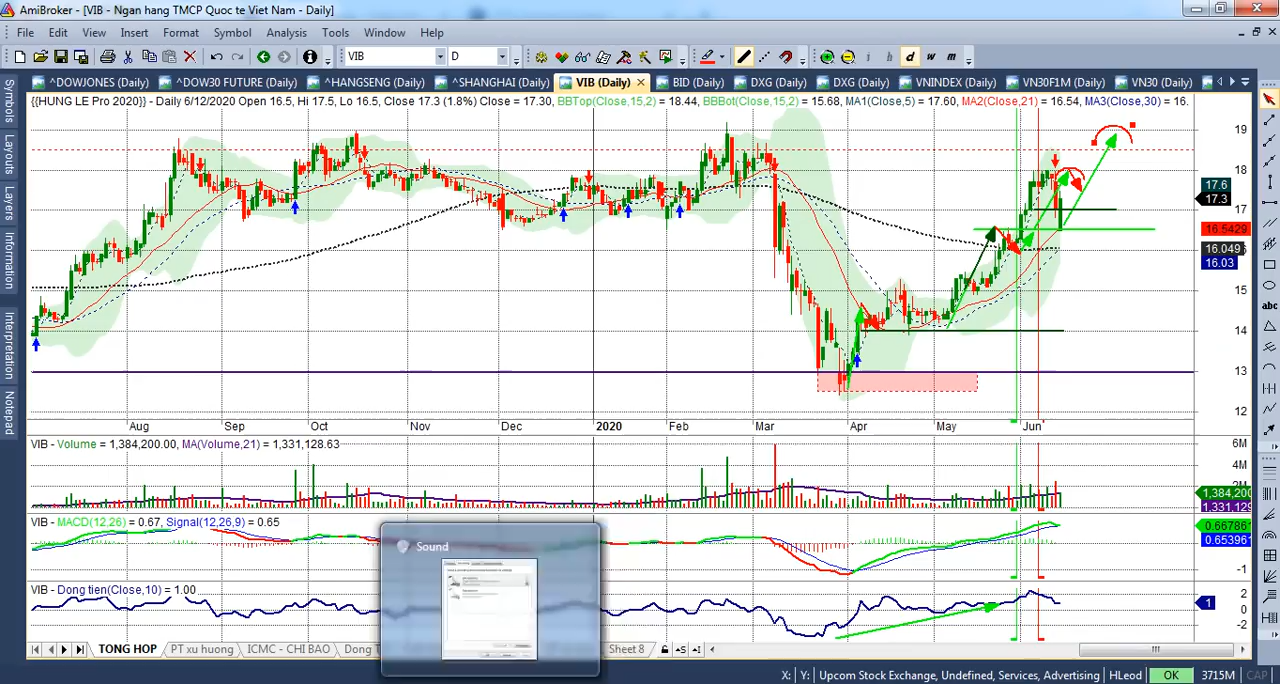 AmiBroker - [VIB - Ngan hang TMCP Quoc te Viet Nam - Daily]
File Edit View Insert Format Symbol Analysis Tools Window Help
VIB D i h d w m
^DOWJONES (Daily) ^DOW30 FUTURE (Daily) ^HANGSENG (Daily) ^SHANGHAI (Daily) VIB (Daily) BID (Daily) DXG (Daily) DXG (Daily) VNINDEX (Daily) VN30F1M (Daily) VN30 (Daily)
{{HUNG LE Pro 2020}} - Daily 6/12/2020 Open 16.5, Hi 17.5, Lo 16.5, Close 17.3 (1.8%) Close = 17.30, BBTop(Close,15,2) = 18.44, BBBot(Close,15,2) = 15.68, MA1(Close,5) = 17.60, MA2(Close,21) = 16.54, MA3(Close,30) = 16.
Symbols
Layouts
Layers
Information
Interpretation
Notepad
abc
19
18
17.6
17.3
17
16.5429
16.049
16.03
15
14
13
12
Aug Sep Oct Nov Dec 2020 Feb Mar Apr May Jun
VIB - Volume = 1,384,200.00, MA(Volume,21) = 1,331,128.63
6M
4M
1,384,200
1,331,129
VIB - MACD(12,26) = 0.67, Signal(12,26,9) = 0.65
0.667861
0.653961
-1
Sound
VIB - Dong tien(Close,10) = 1.00
2
1
0
-2
TONG HOP PT xu huong ICMC - CHI BAO Dong Sheet 8
X: Y: Upcom Stock Exchange, Undefined, Services, Advertising HLeod OK 3715M CAP